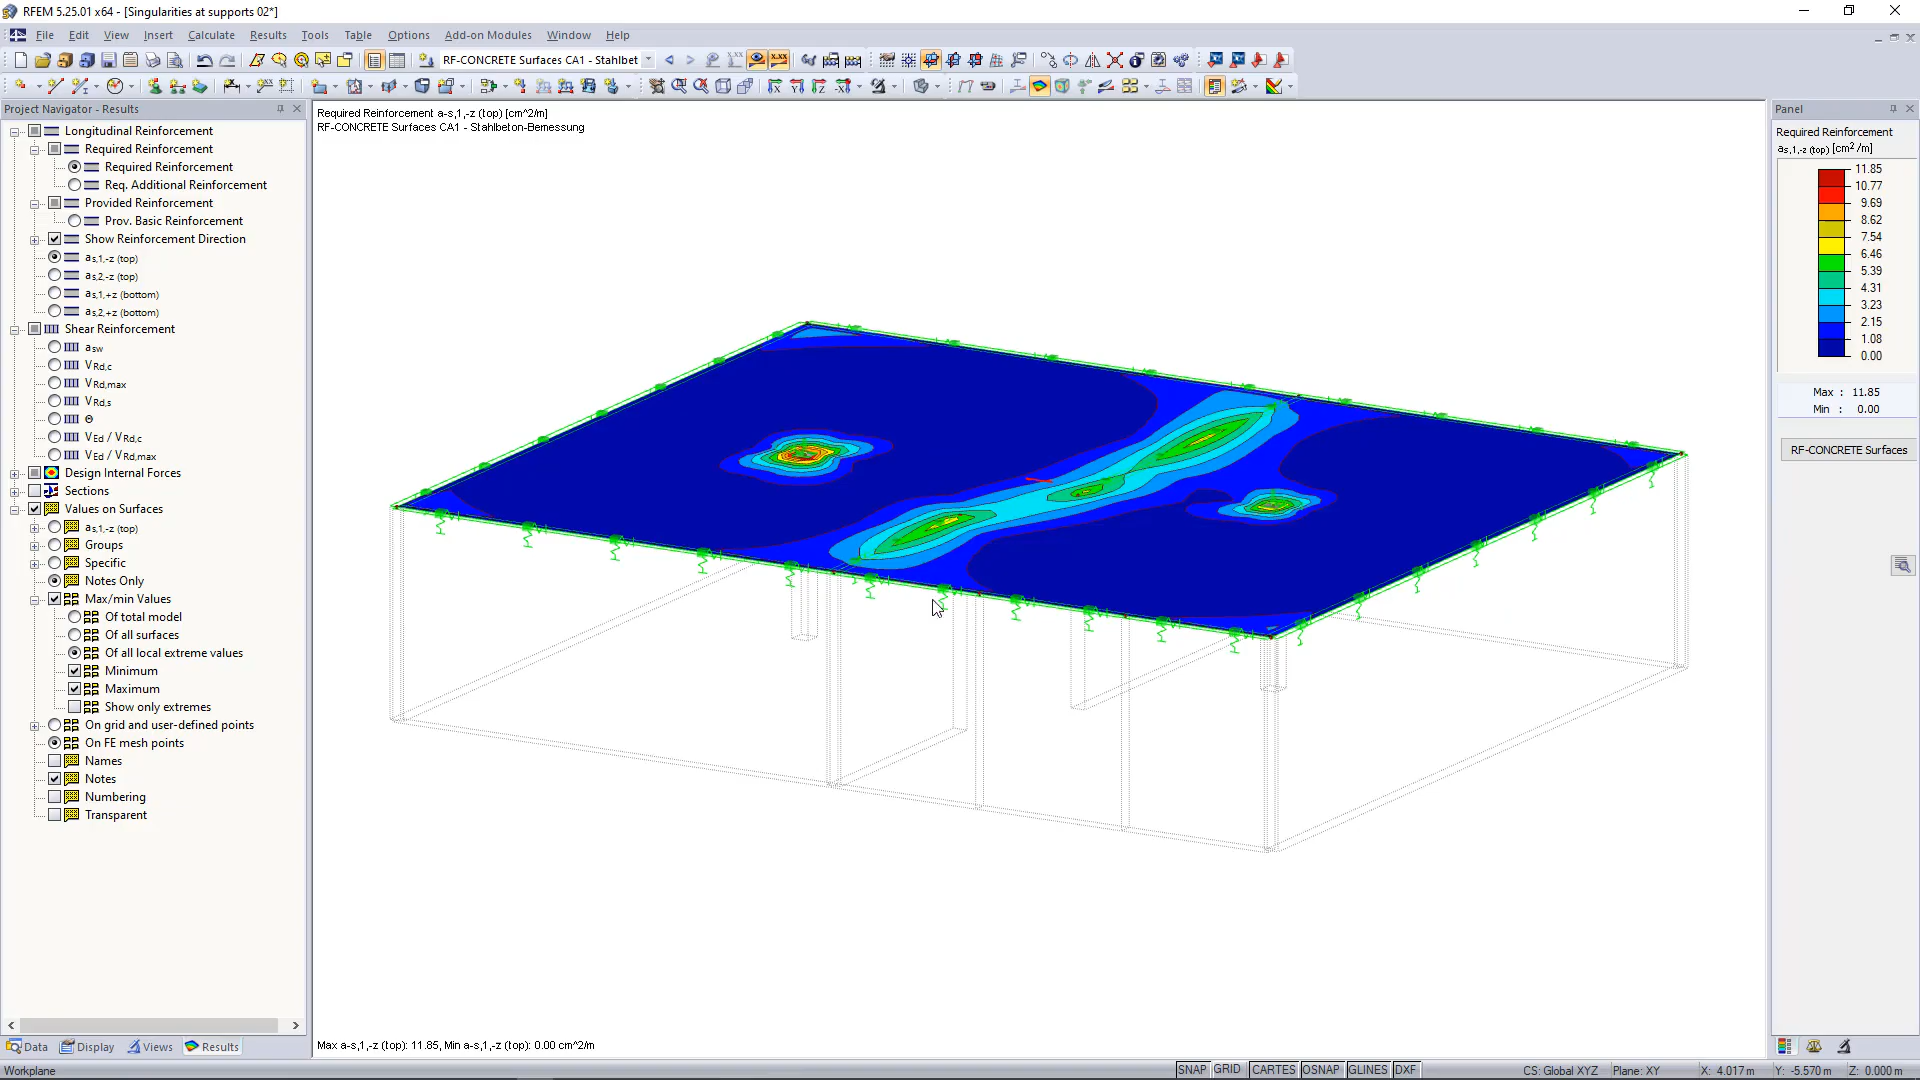 RFEM 5.25.01 x64 - [Singularities at supports 02*]
File Edit View Insert Calculate Results Tools Table Options Add-on Modules Window Help
RF-CONCRETE Surfaces CA1 - Stahlbet
Project Navigator - Results
Longitudinal Reinforcement
Required Reinforcement
Required Reinforcement
Req. Additional Reinforcement
Provided Reinforcement
Prov. Basic Reinforcement
Show Reinforcement Direction
as,1,-z (top)
as,2,-z (top)
as,1,+z (bottom)
as,2,+z (bottom)
Shear Reinforcement
asw
VRd,c
VRd,max
VRd,s
Θ
VEd / VRd,c
VEd / VRd,max
Design Internal Forces
Sections
Values on Surfaces
as,1,-z (top)
Groups
Specific
Notes Only
Max/min Values
Of total model
Of all surfaces
Of all local extreme values
Minimum
Maximum
Show only extremes
On grid and user-defined points
On FE mesh points
Names
Notes
Numbering
Transparent
Data Display Views Results
Required Reinforcement a-s,1,-z (top) [cm^2/m]
RF-CONCRETE Surfaces CA1 - Stahlbeton-Bemessung
Max a-s,1,-z (top): 11.85, Min a-s,1,-z (top): 0.00 cm^2/m
Panel
Required Reinforcement
as,1,-z (top) [cm2/m]
11.85
10.77
9.69
8.62
7.54
6.46
5.39
4.31
3.23
2.15
1.08
0.00
Max : 11.85
Min : 0.00
RF-CONCRETE Surfaces
Workplane
SNAP GRID CARTES OSNAP GLINES DXF
CS: Global XYZ Plane: XY X: 4.017 m Y: -5.570 m Z: 0.000 m